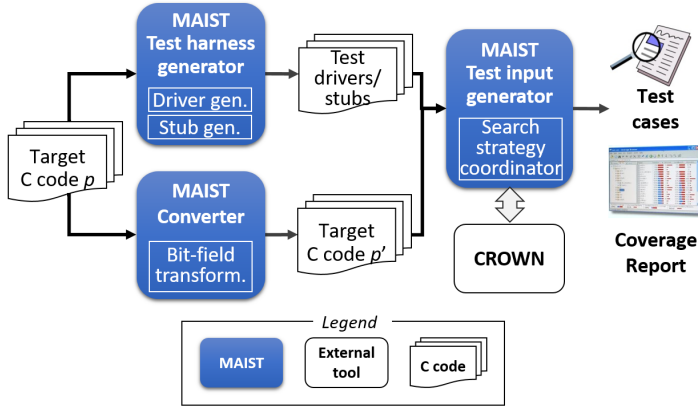 MAIST
Test harness
generator
Driver gen.
Stub gen.
Test
drivers/
stubs
MAIST
Test input
generator
Search
strategy
coordinator
Test
cases
Target
C code p
MAIST
Converter
Bit-field
transform.
Target
C code p’
CROWN
Coverage
Report
Legend
MAIST
External
tool
C code